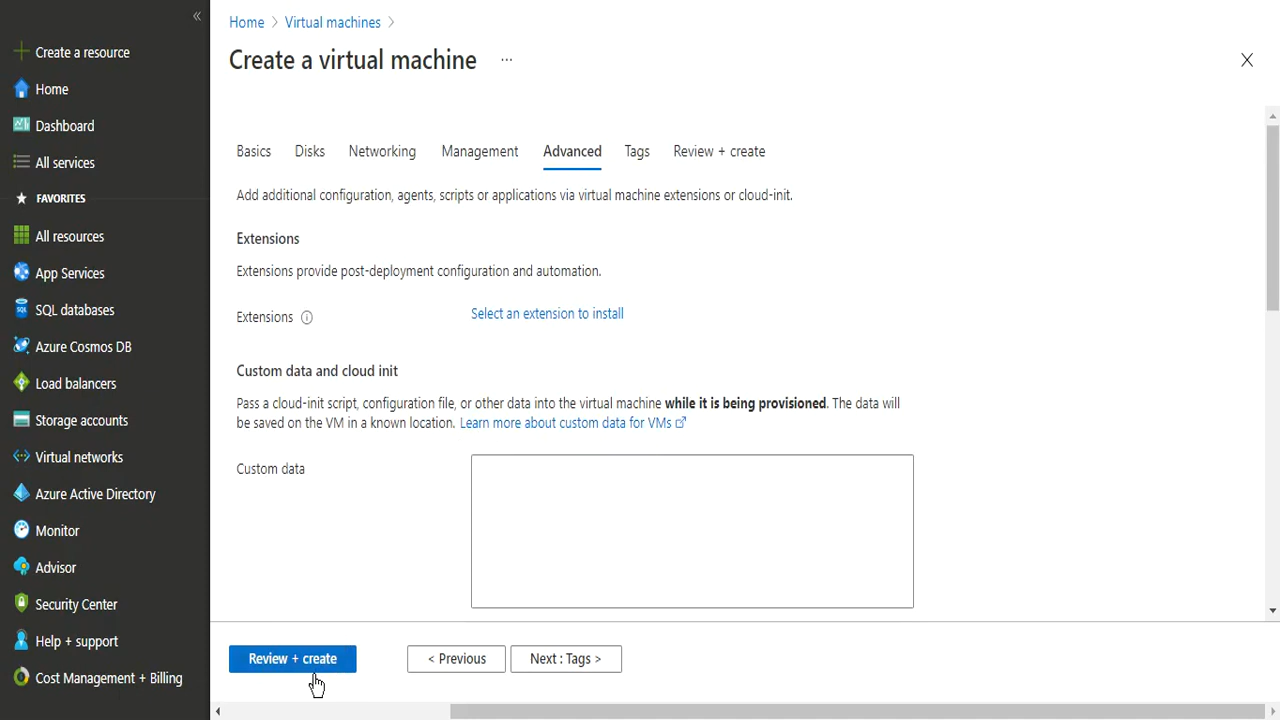 «
Create a resource
Home
Dashboard
All services
FAVORITES
All resources
App Services
SQL databases
Azure Cosmos DB
Load balancers
Storage accounts
Virtual networks
Azure Active Directory
Monitor
Advisor
Security Center
Help + support
Cost Management + Billing
Home > Virtual machines >
Create a virtual machine ...
Basics Disks Networking Management Advanced Tags Review + create
Add additional configuration, agents, scripts or applications via virtual machine extensions or cloud-init.
Extensions
Extensions provide post-deployment configuration and automation.
Extensions Select an extension to install
Custom data and cloud init
Pass a cloud-init script, configuration file, or other data into the virtual machine while it is being provisioned. The data will
be saved on the VM in a known location. Learn more about custom data for VMs
Custom data
Review + create < Previous Next : Tags >